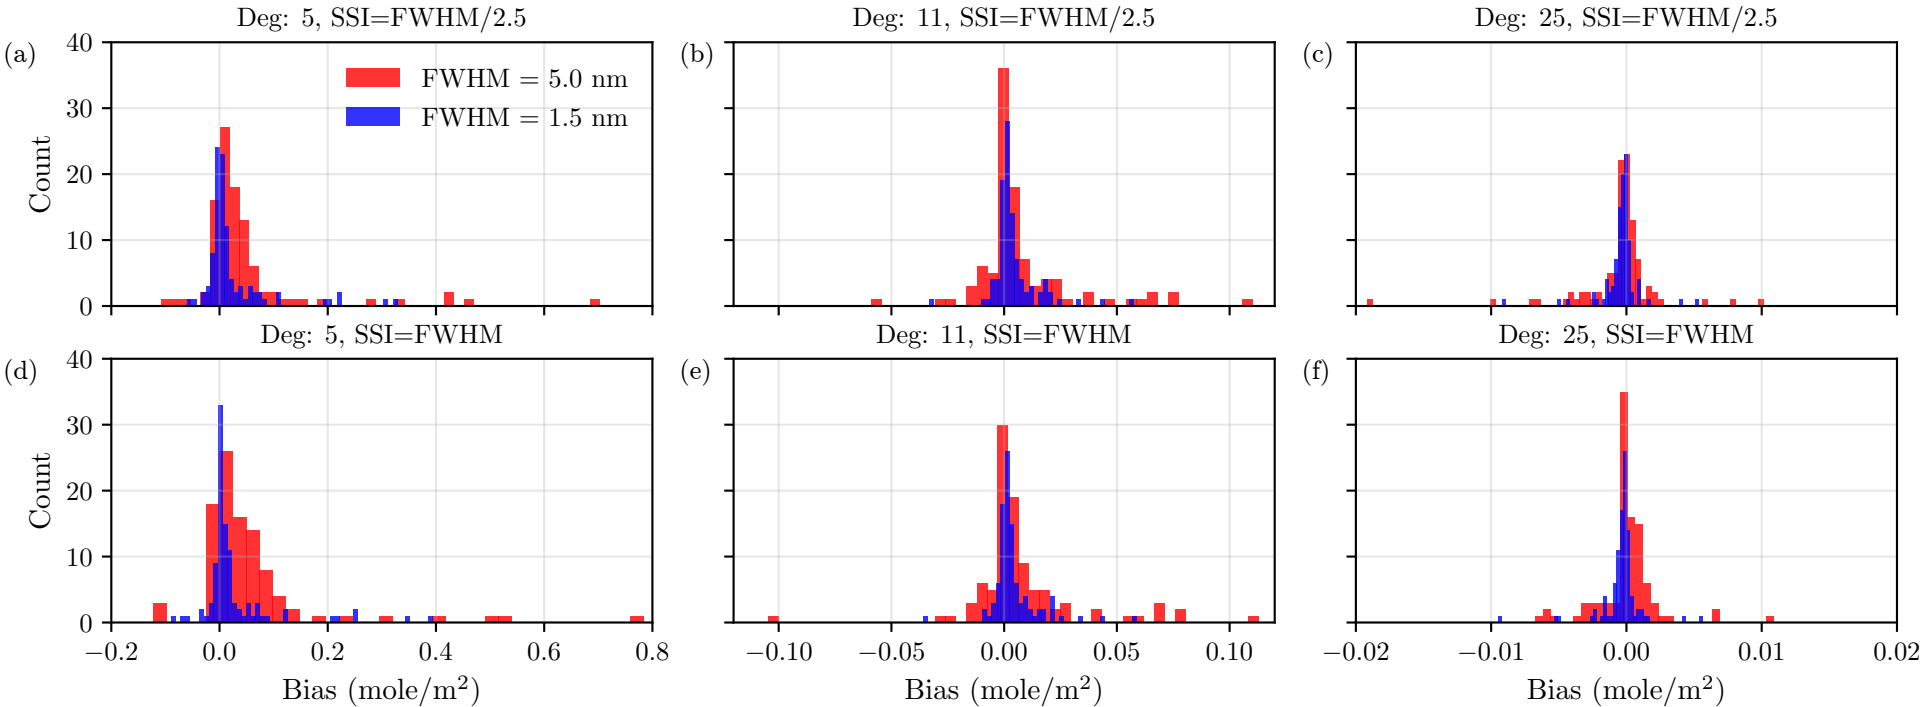 Deg: 5, SSI=FWHM/2.5
Deg: 11, SSI=FWHM/2.5
Deg: 25, SSI=FWHM/2.5
(a)
(b)
(c)
40
30
20
10
0
Count
FWHM = 5.0 nm
FWHM = 1.5 nm
Deg: 5, SSI=FWHM
Deg: 11, SSI=FWHM
Deg: 25, SSI=FWHM
(d)
(e)
(f)
40
30
20
10
0
Count
−0.2 0.0 0.2 0.4 0.6 0.8
−0.10 −0.05 0.00 0.05 0.10
−0.02 −0.01 0.00 0.01 0.02
Bias (mole/m²)
Bias (mole/m²)
Bias (mole/m²)